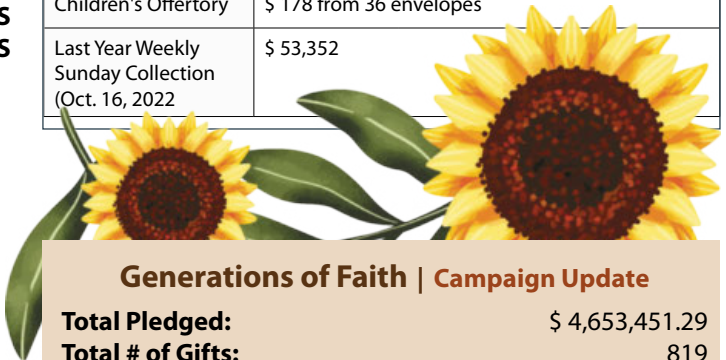 S
S
Children's Offertory $ 178 from 36 envelopes
Last Year Weekly $ 53,352
Sunday Collection
(Oct. 16, 2022
Generations of Faith | Campaign Update
Total Pledged: $ 4,653,451.29
Total # of Gifts: 819